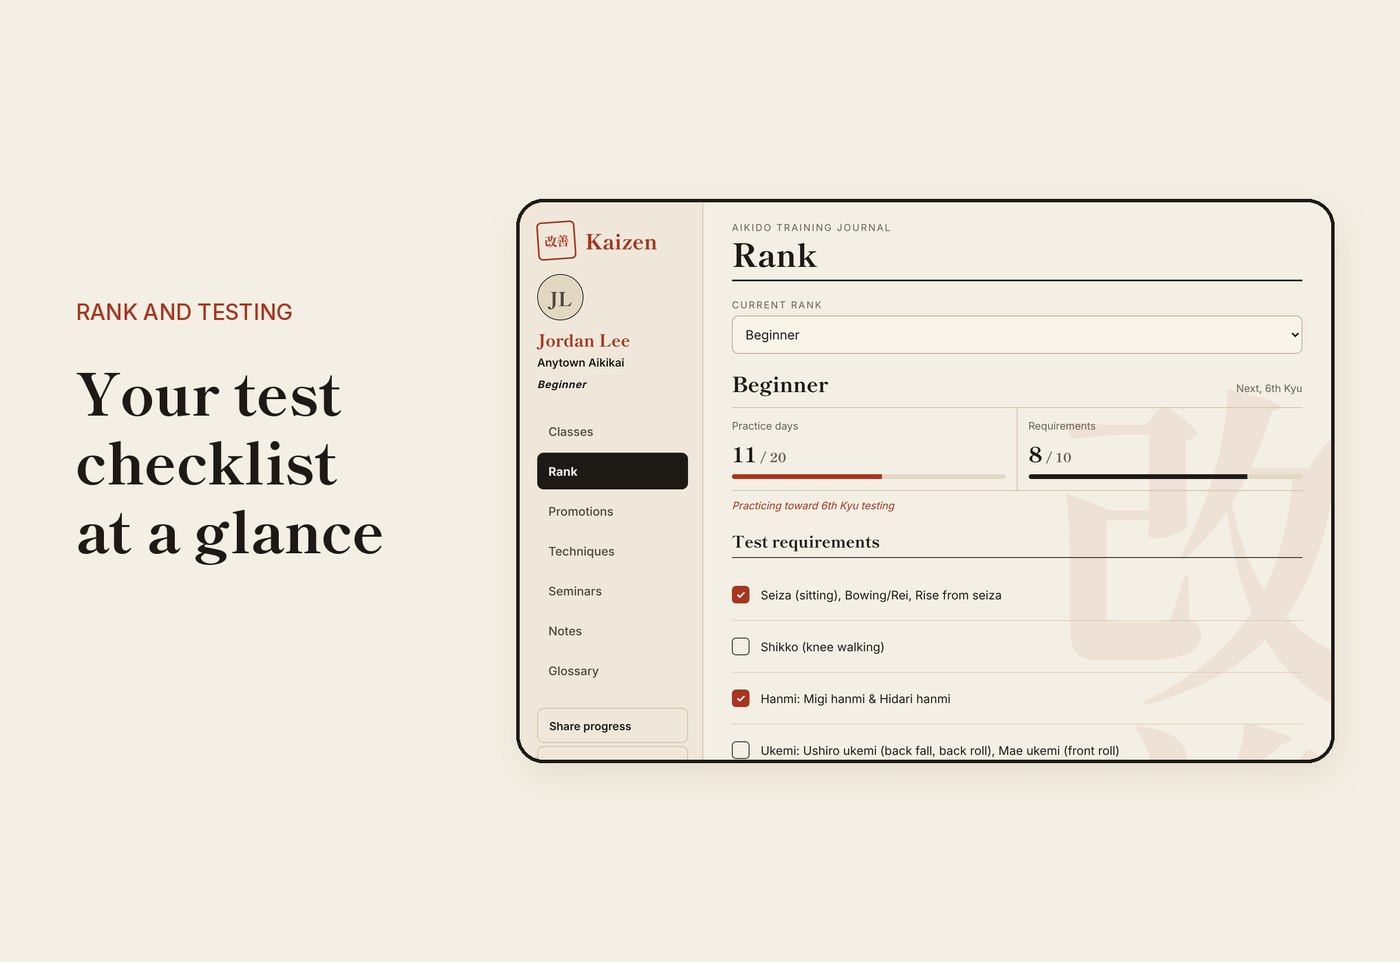 RANK AND TESTING
Your test
checklist
at a glance
改善
Kaizen
JL
Jordan Lee
Anytown Aikikai
Beginner
Classes
Rank
Promotions
Techniques
Seminars
Notes
Glossary
Share progress
AIKIDO TRAINING JOURNAL
Rank
CURRENT RANK
Beginner
Beginner
Next, 6th Kyu
Practice days
11 / 20
Requirements
8 / 10
Practicing toward 6th Kyu testing
Test requirements
Seiza (sitting), Bowing/Rei, Rise from seiza
Shikko (knee walking)
Hanmi: Migi hanmi & Hidari hanmi
Ukemi: Ushiro ukemi (back fall, back roll), Mae ukemi (front roll)
改